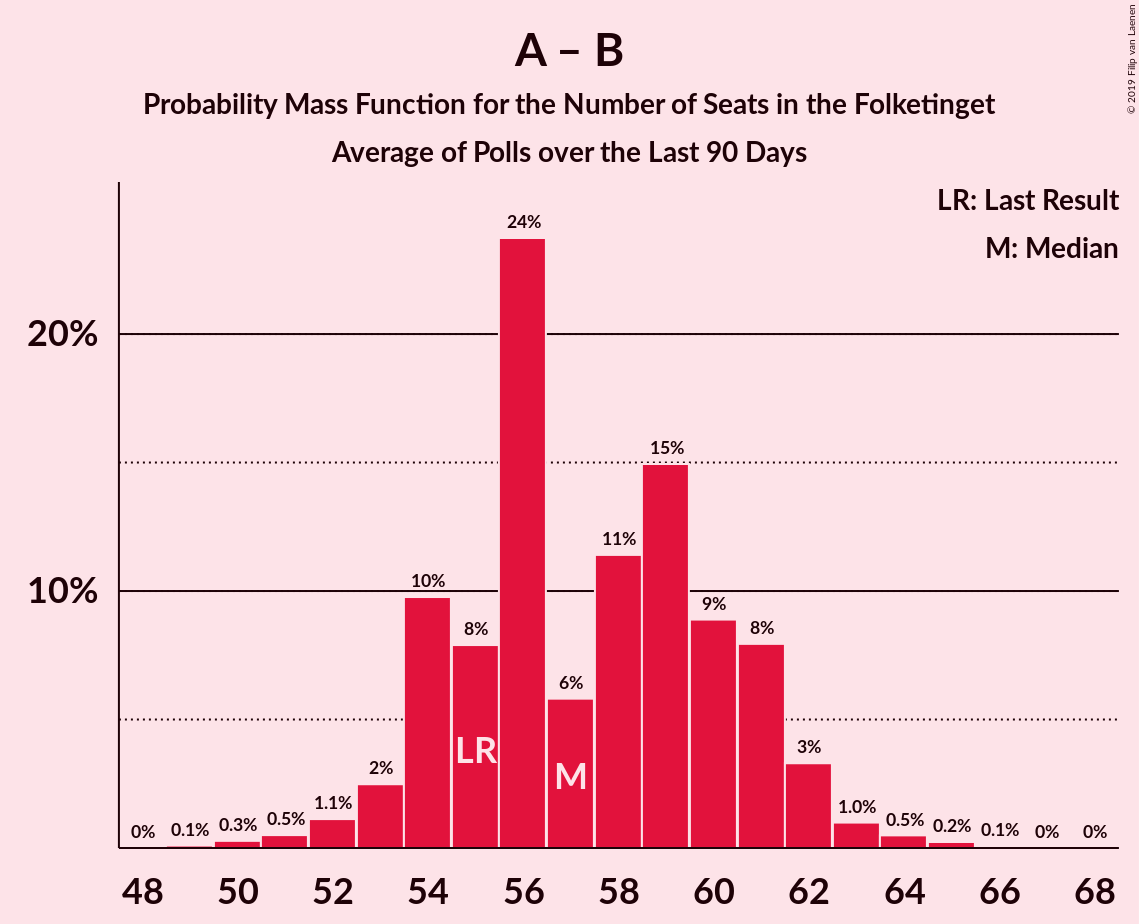 © 2019 Filip van Laenen
A – B
Probability Mass Function for the Number of Seats in the Folketinget
Average of Polls over the Last 90 Days
LR: Last Result
M: Median
20%
10%
0%
0.1%
0.3%
0.5%
1.1%
2%
10%
8%
24%
6%
11%
15%
9%
8%
3%
1.0%
0.5%
0.2%
0.1%
0%
0%
LR
M
48 50 52 54 56 58 60 62 64 66 68